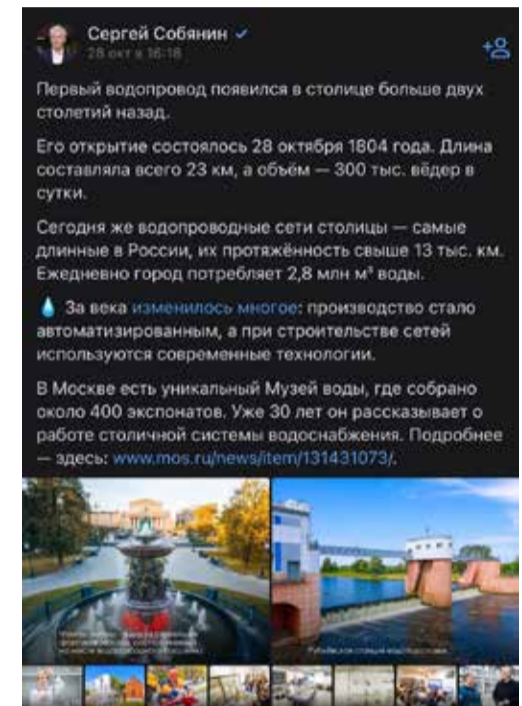 Сергей Собянин
28 окт в 16:18
Первый водопровод появился в столице больше двух
столетий назад.
Его открытие состоялось 28 октября 1804 года. Длина
составляла всего 23 км, а объём — 300 тыс. вёдер в
сутки.
Сегодня же водопроводные сети столицы — самые
длинные в России, их протяжённость свыше 13 тыс. км.
Ежедневно город потребляет 2,8 млн м³ воды.
💧 За века изменилось многое: производство стало
автоматизированным, а при строительстве сетей
используются современные технологии.
В Москве есть уникальный Музей воды, где собрано
около 400 экспонатов. Уже 30 лет он рассказывает о
работе столичной системы водоснабжения. Подробнее
— здесь: www.mos.ru/news/item/131431073/.
Рублёвская станция водоподготовки